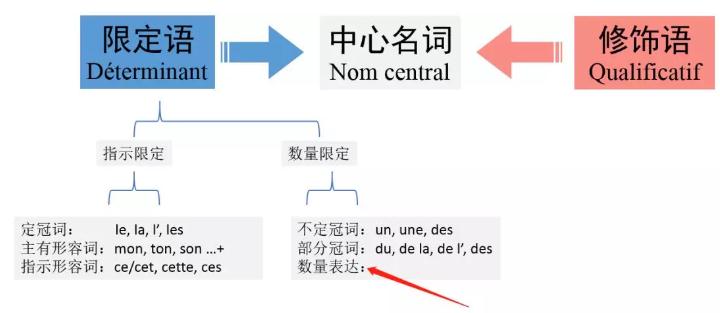 限定语 中心名词 修饰语
Déterminant Nom central Qualificatif
指示限定 数量限定
定冠词： le, la, l’, les
主有形容词：mon, ton, son …+
指示形容词：ce/cet, cette, ces
不定冠词：un, une, des
部分冠词：du, de la, de l’, des
数量表达：